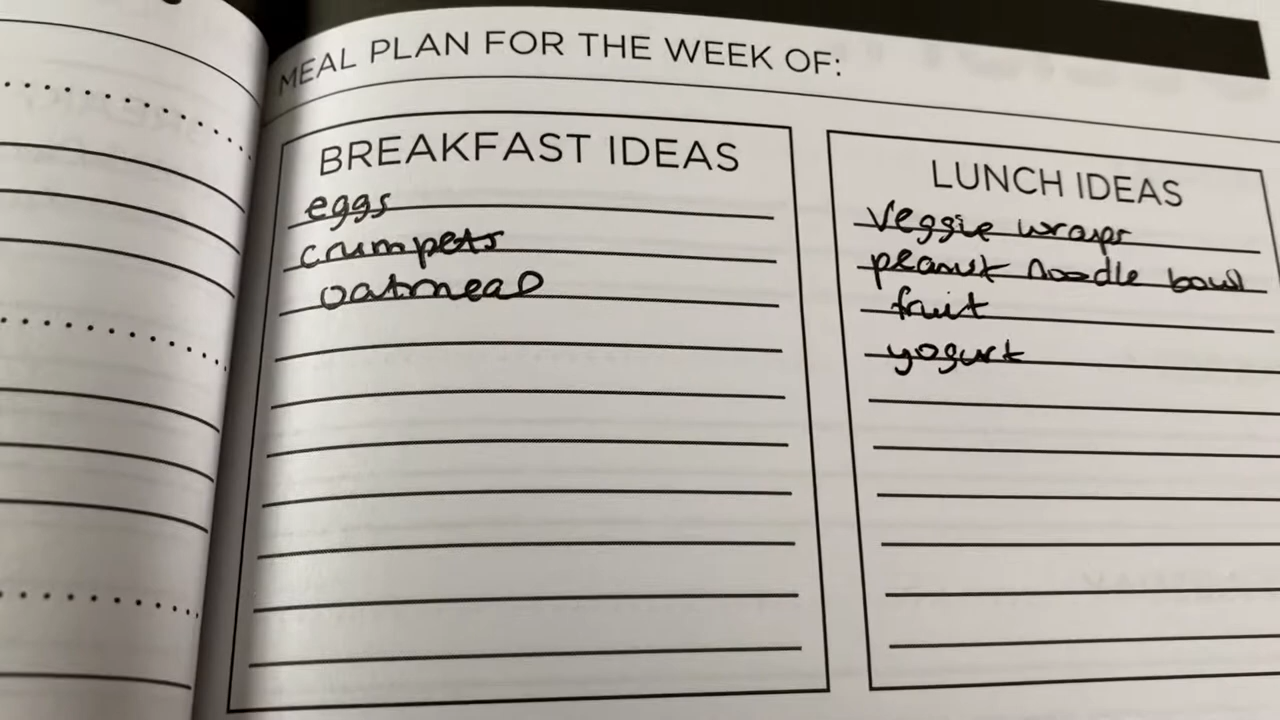 MEAL PLAN FOR THE WEEK OF:
BREAKFAST IDEAS
eggs
crumpets
oatmeal
LUNCH IDEAS
veggie wraps
peanut noodle bowl
fruit
yogurt